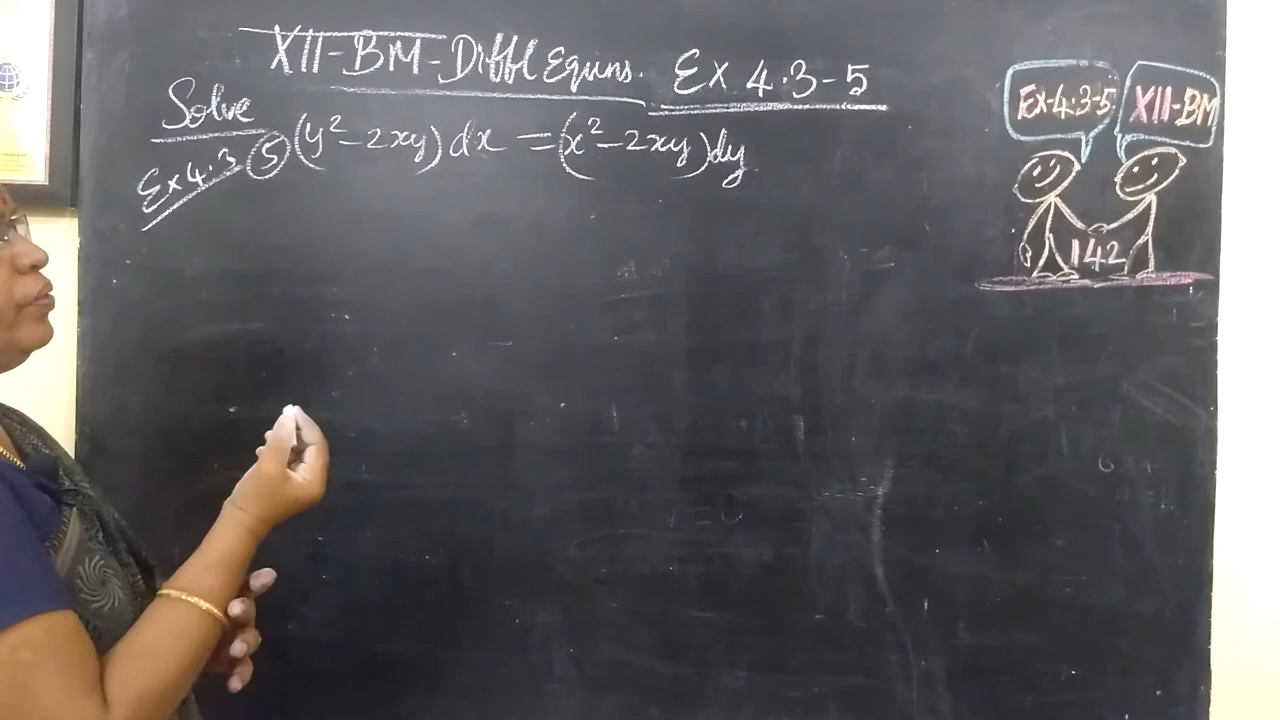 XII-BM-Diffl Equns. Ex 4.3-5
Solve
Ex 4.3 5 (y²-2xy)dx = (x²-2xy)dy
Ex-4.3-5 XII-BM
142